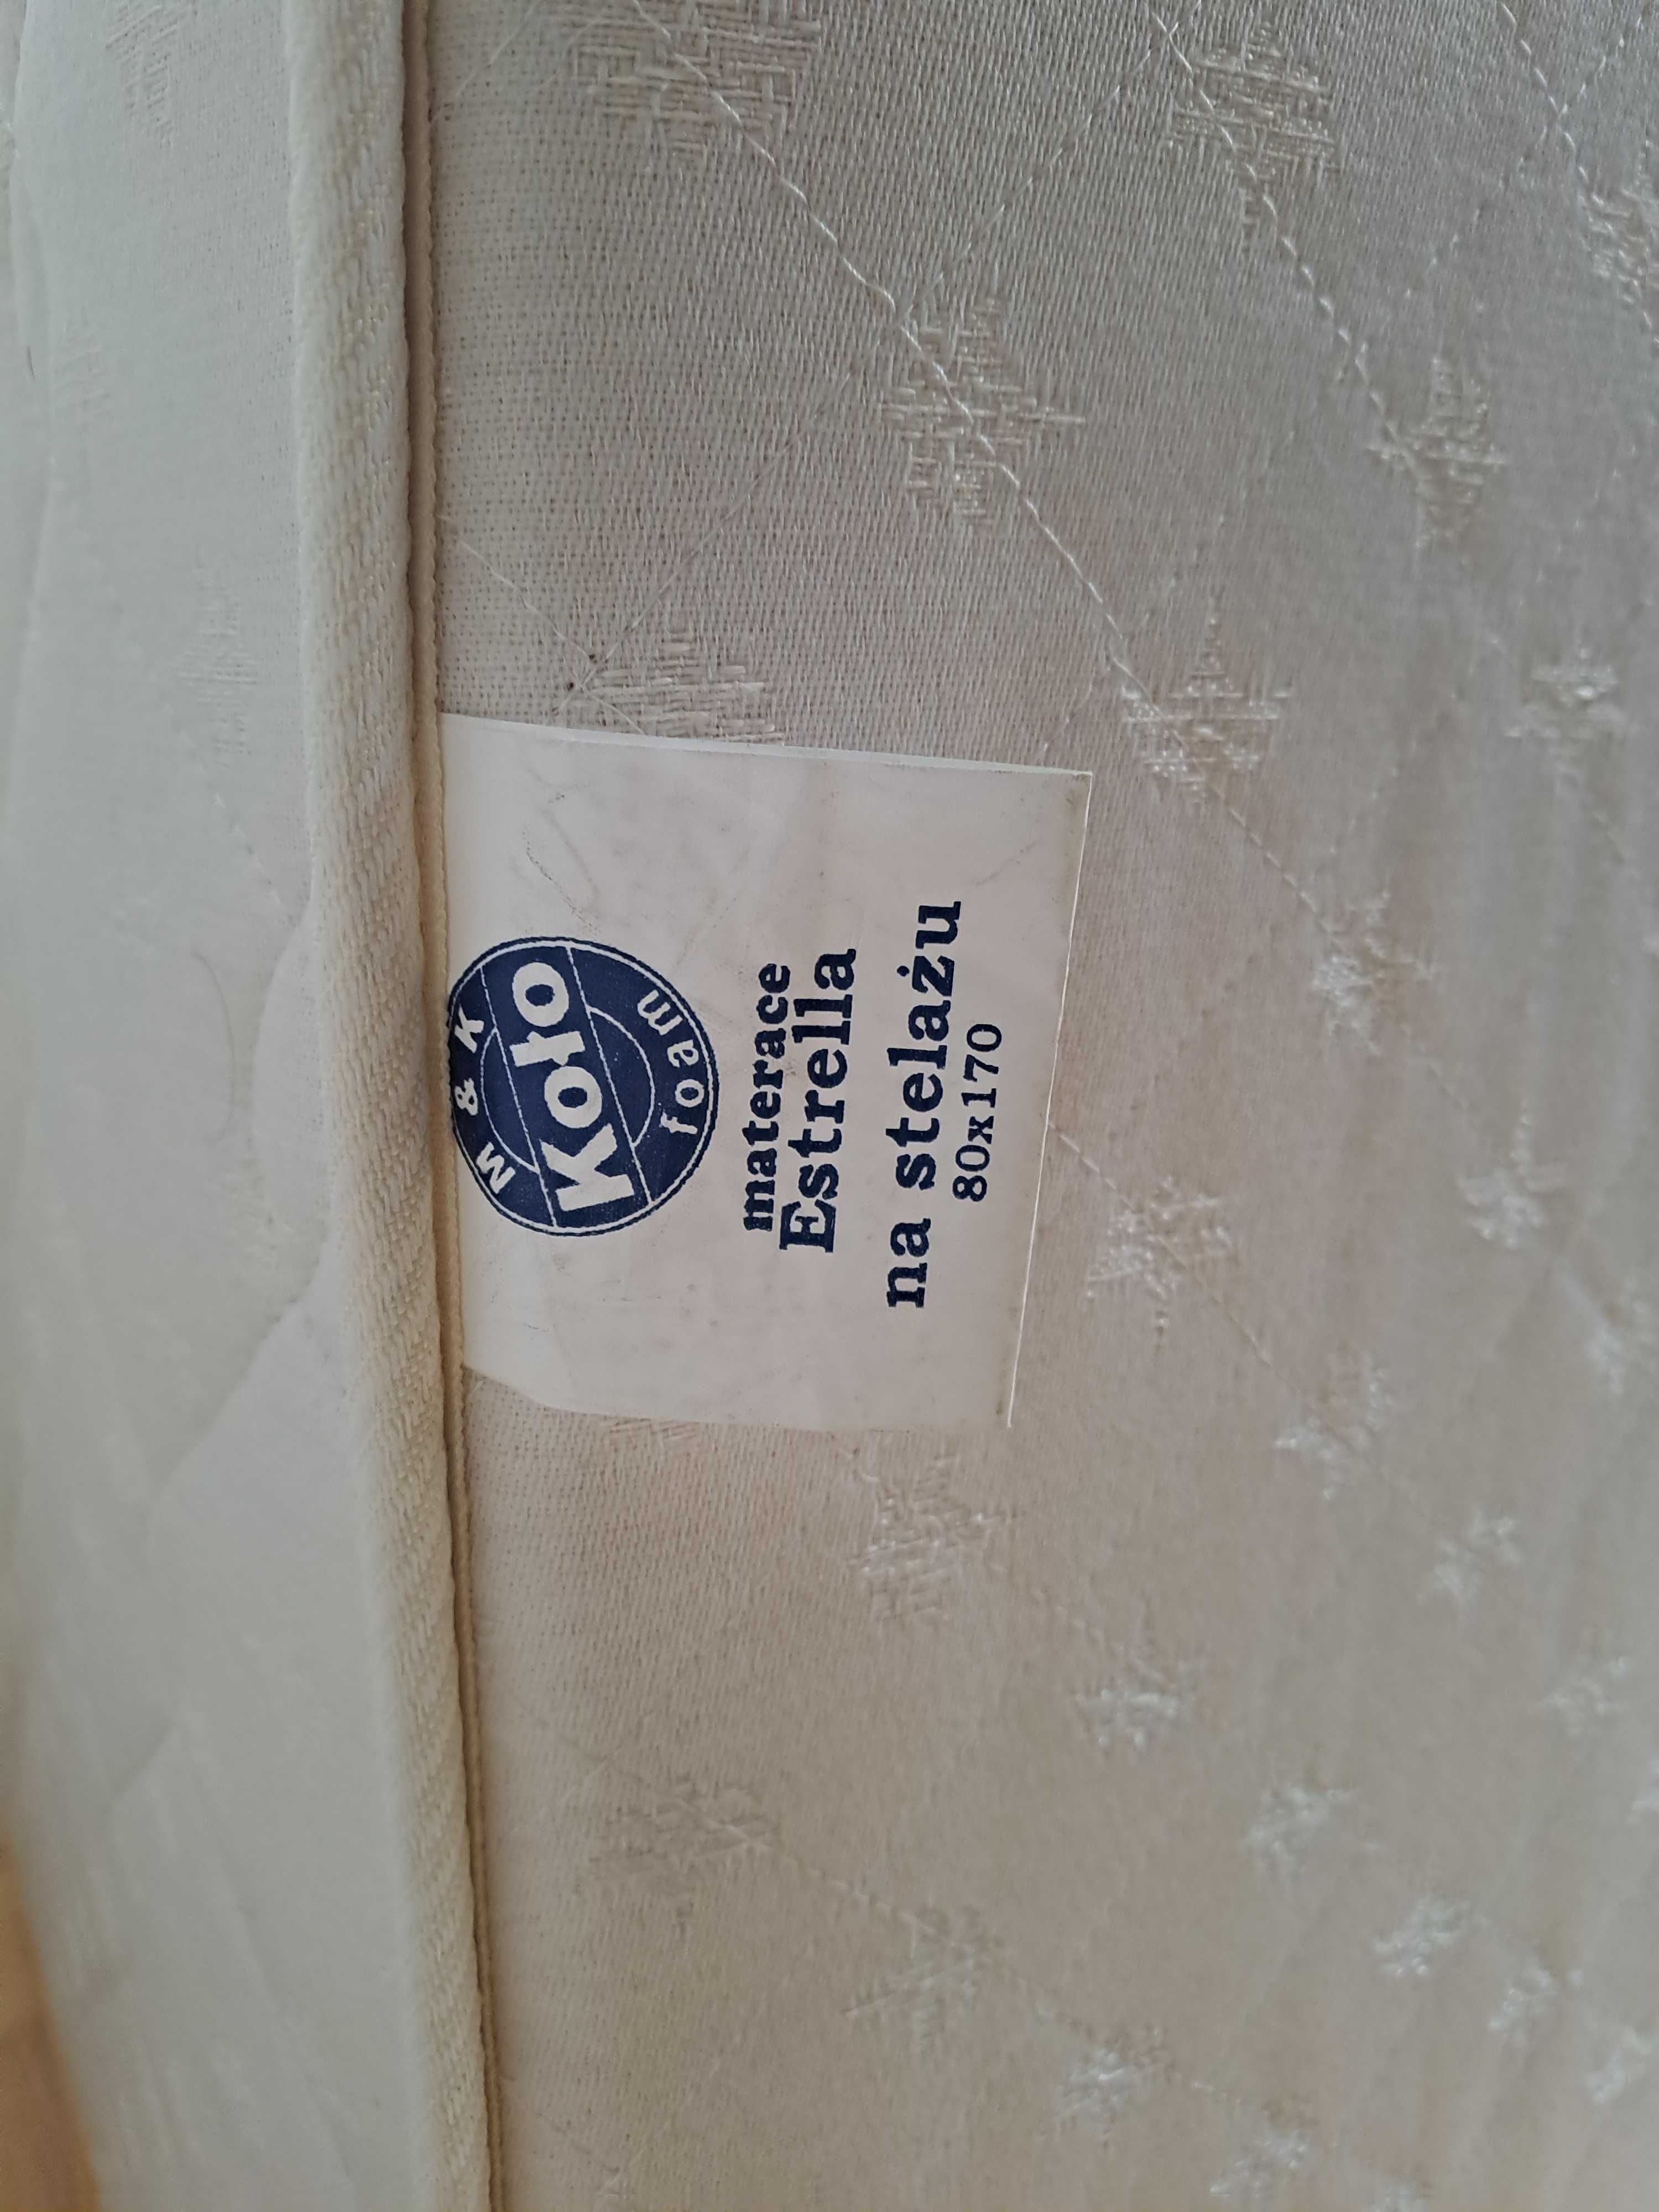 M & K
Koło
foam
materace
Estrella
na stelażu
80x170